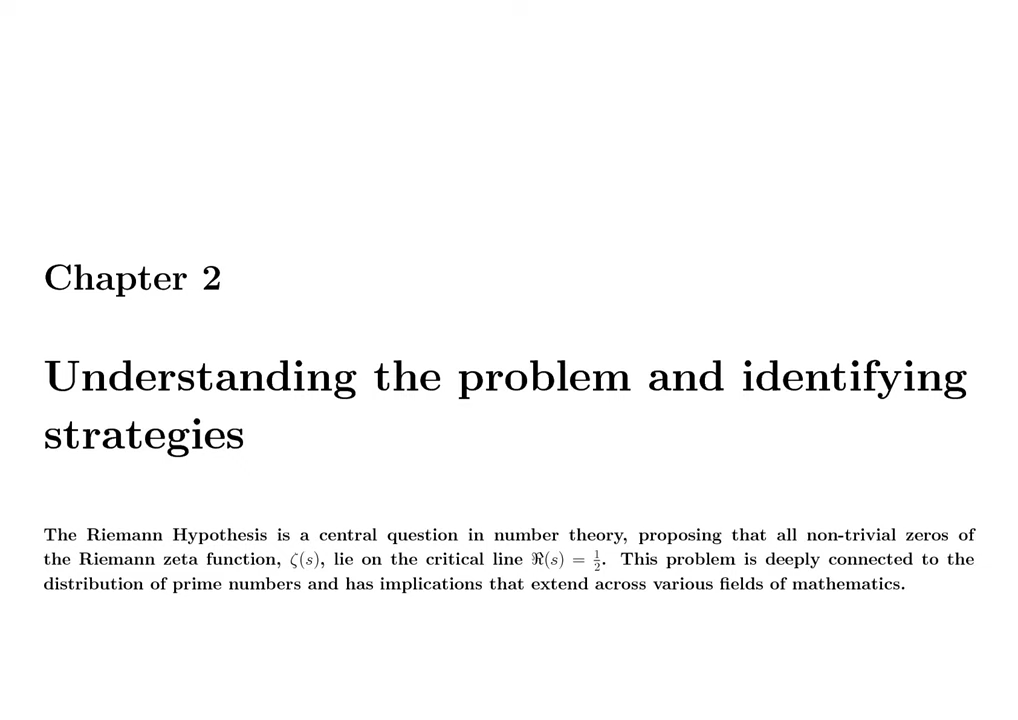 Chapter 2
Understanding the problem and identifying
strategies
The Riemann Hypothesis is a central question in number theory, proposing that all non-trivial zeros of
the Riemann zeta function, ζ(s), lie on the critical line ℜ(s) = 1/2. This problem is deeply connected to the
distribution of prime numbers and has implications that extend across various fields of mathematics.